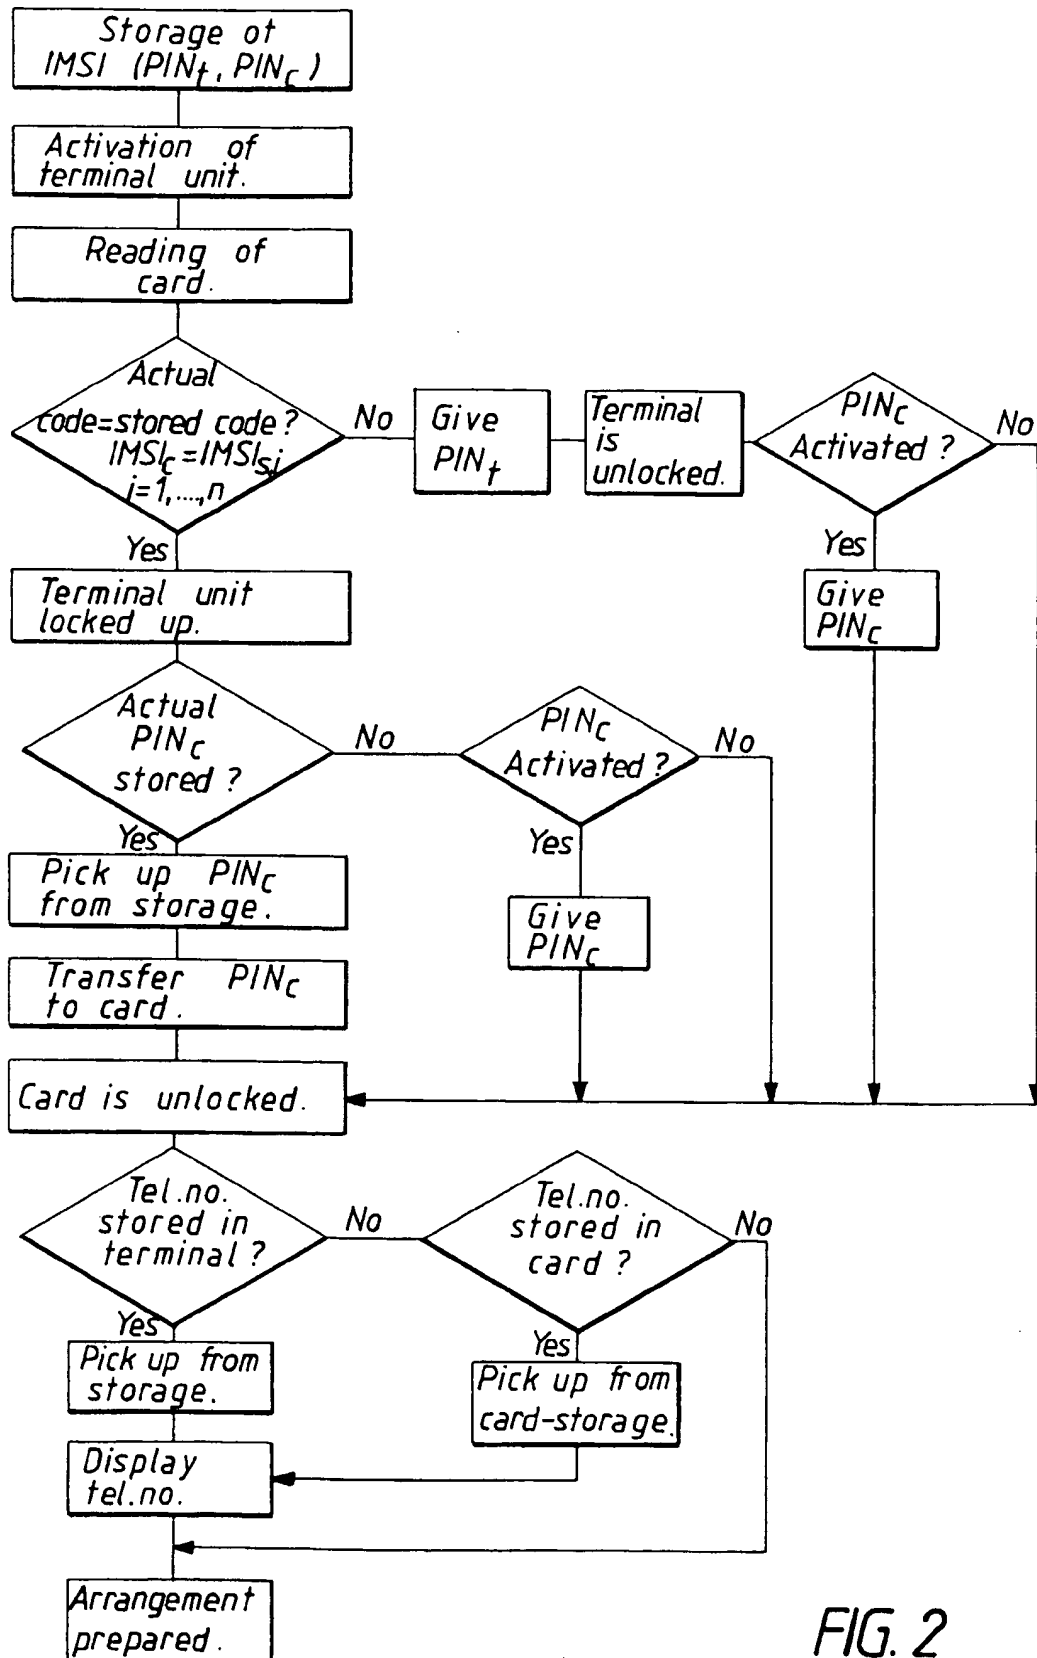 Storage of
IMSI (PINt, PINc)
Activation of
terminal unit.
Reading of
card.
Actual
code=stored code?
IMSIc=IMSIsi
i=1,....,n
No
Give
PINt
Terminal
is
unlocked.
PINc
Activated?
No
Yes
Yes
Give
PINc
Terminal unit
locked up.
Actual
PINc
stored?
No
PINc
Activated?
No
Yes
Yes
Pick up PINc
from storage.
Give
PINc
Transfer PINc
to card.
Card is unlocked.
Tel.no.
stored in
terminal?
No
Tel.no.
stored in
card?
No
Yes
Yes
Pick up from
storage.
Pick up from
card-storage.
Display
tel.no.
Arrangement
prepared.
FIG. 2